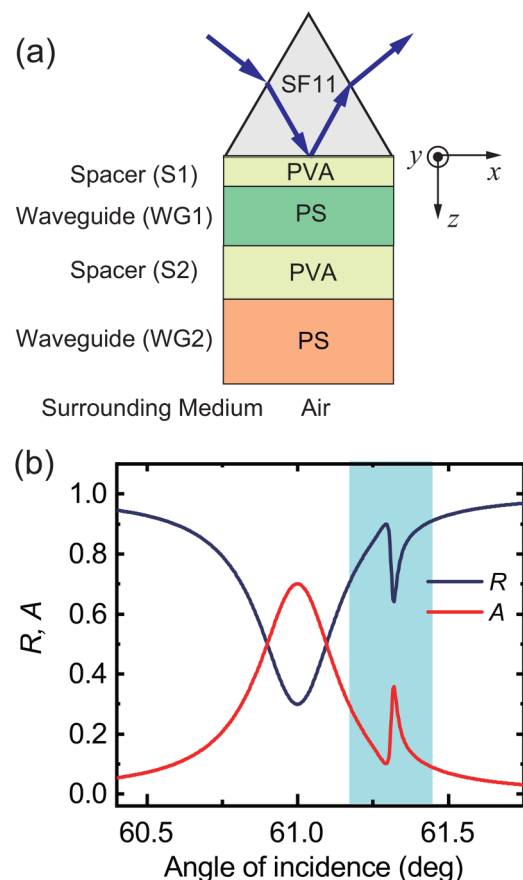 (a)
SF11
Spacer (S1) PVA
y x
Waveguide (WG1) PS
z
Spacer (S2) PVA
Waveguide (WG2) PS
Surrounding Medium Air
(b)
1.0
0.8
0.6
0.4
0.2
0.0
R, A
R
A
60.5 61.0 61.5
Angle of incidence (deg)